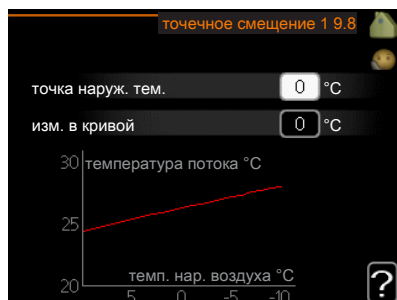 точечное смещение 1 9.8
точка наруж. тем. 0 °C
изм. в кривой 0 °C
30 температура потока °C
25
темп. нар. воздуха °C
20
5 0 -5 -10
?